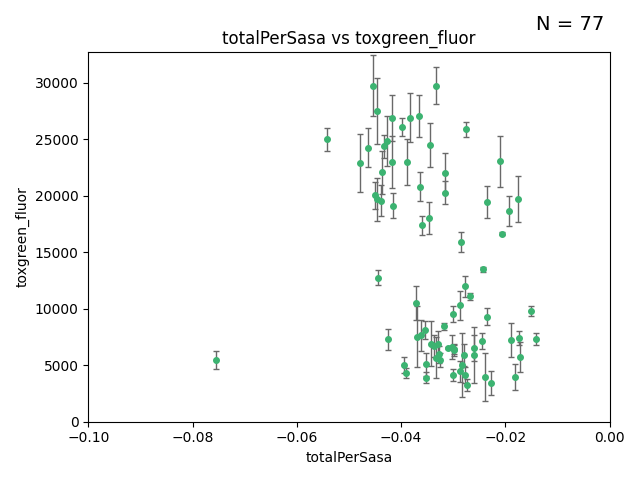 N = 77
totalPerSasa vs toxgreen_fluor
toxgreen_fluor
30000
25000
20000
15000
10000
5000
0
−0.10 −0.08 −0.06 −0.04 −0.02 0.00
totalPerSasa